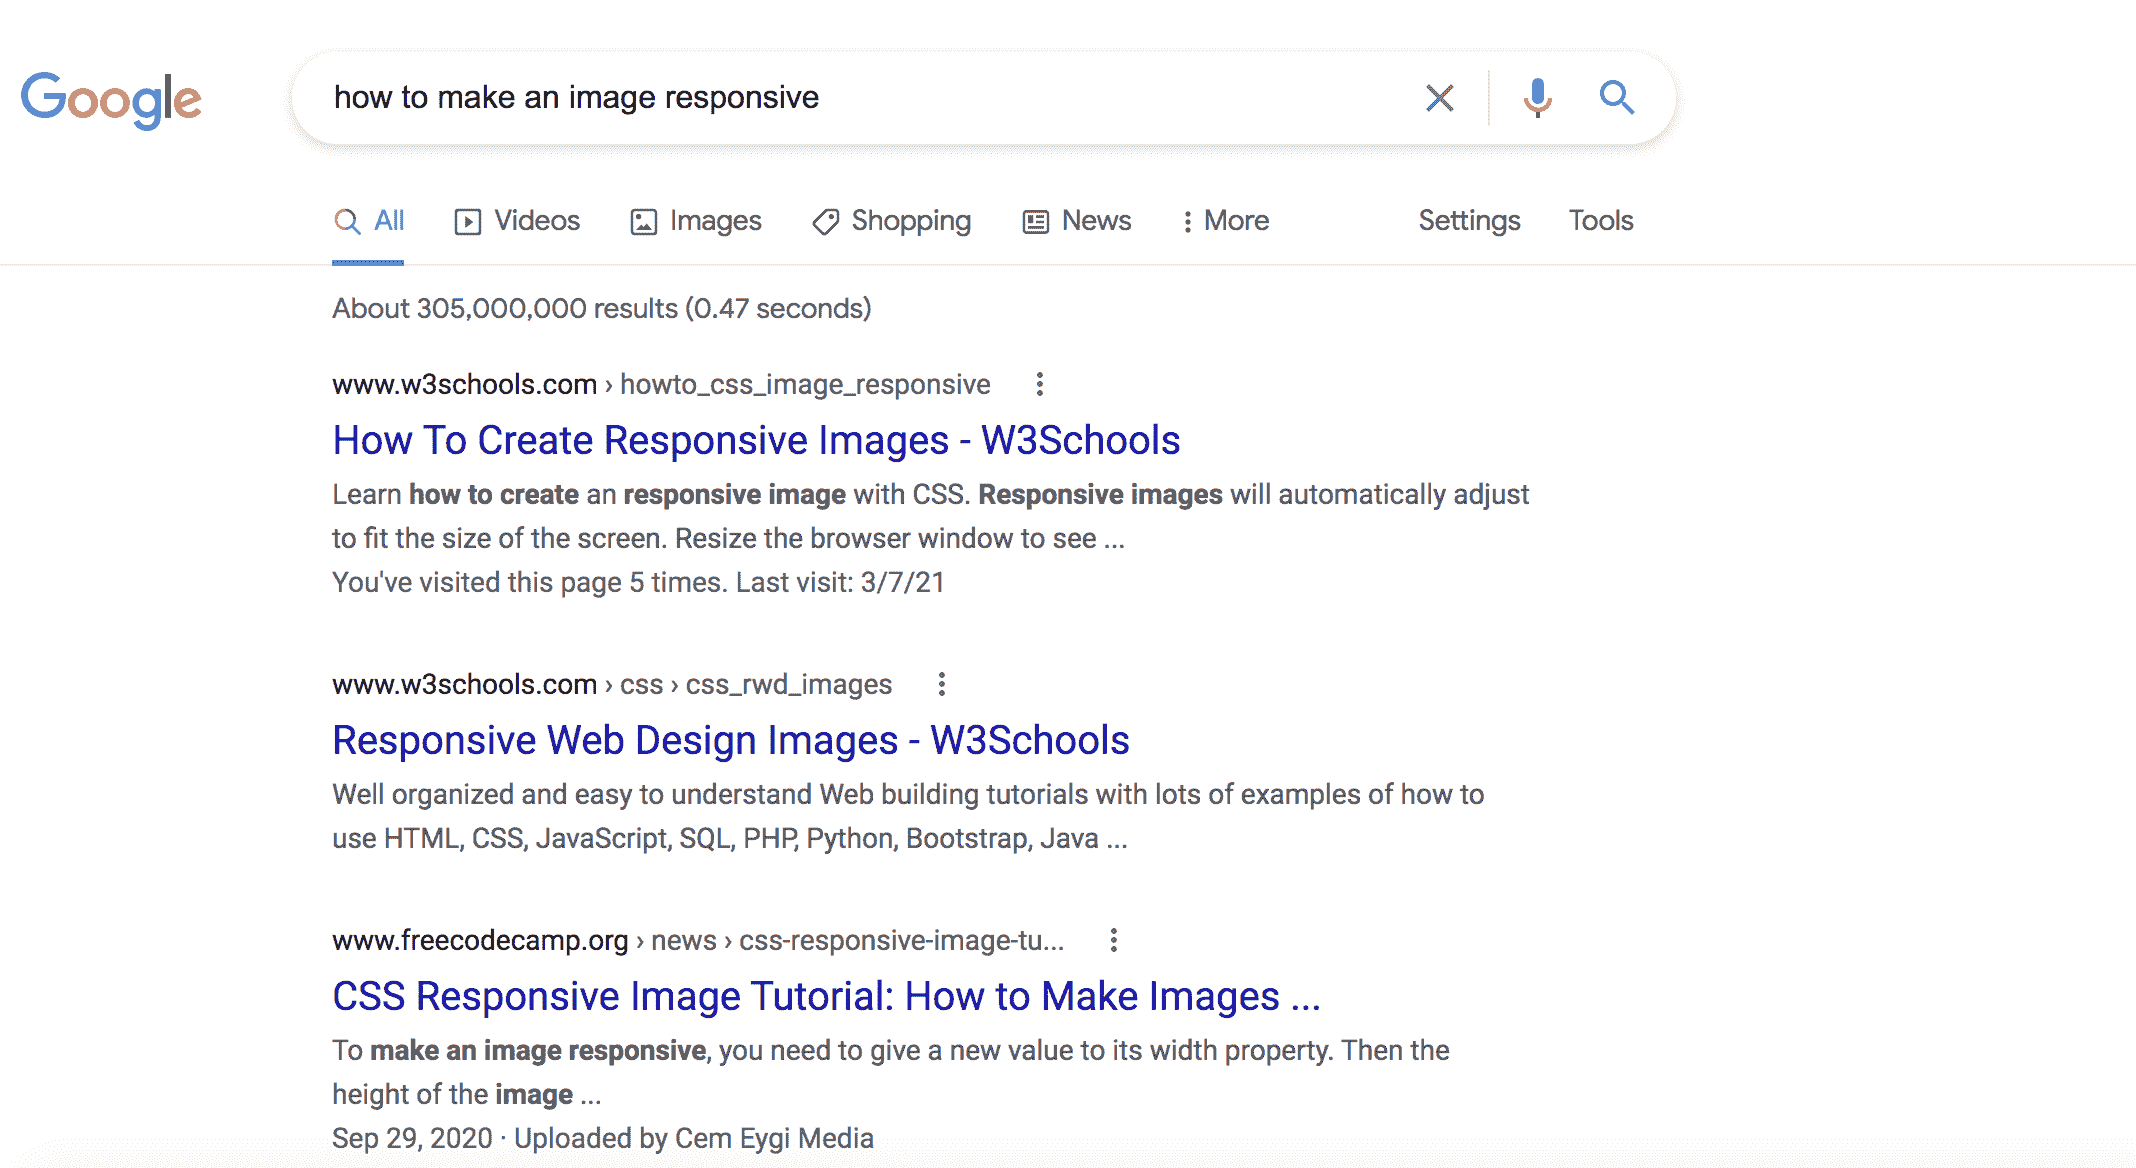 Google
how to make an image responsive
All Videos Images Shopping News More Settings Tools
About 305,000,000 results (0.47 seconds)
www.w3schools.com › howto_css_image_responsive
How To Create Responsive Images - W3Schools
Learn how to create an responsive image with CSS. Responsive images will automatically adjust
to fit the size of the screen. Resize the browser window to see ...
You've visited this page 5 times. Last visit: 3/7/21
www.w3schools.com › css › css_rwd_images
Responsive Web Design Images - W3Schools
Well organized and easy to understand Web building tutorials with lots of examples of how to
use HTML, CSS, JavaScript, SQL, PHP, Python, Bootstrap, Java ...
www.freecodecamp.org › news › css-responsive-image-tu...
CSS Responsive Image Tutorial: How to Make Images ...
To make an image responsive, you need to give a new value to its width property. Then the
height of the image ...
Sep 29, 2020 · Uploaded by Cem Eygi Media